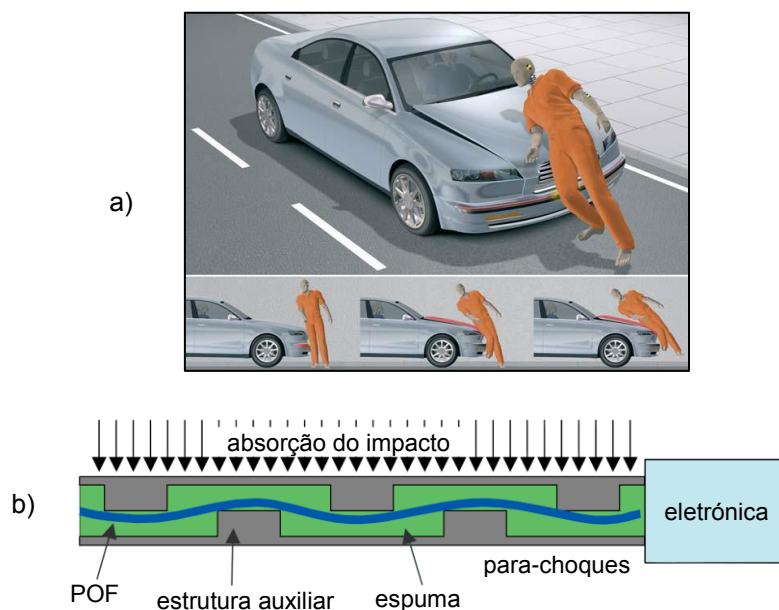 a)
absorção do impacto
b)
eletrónica
para-choques
POF
estrutura auxiliar
espuma